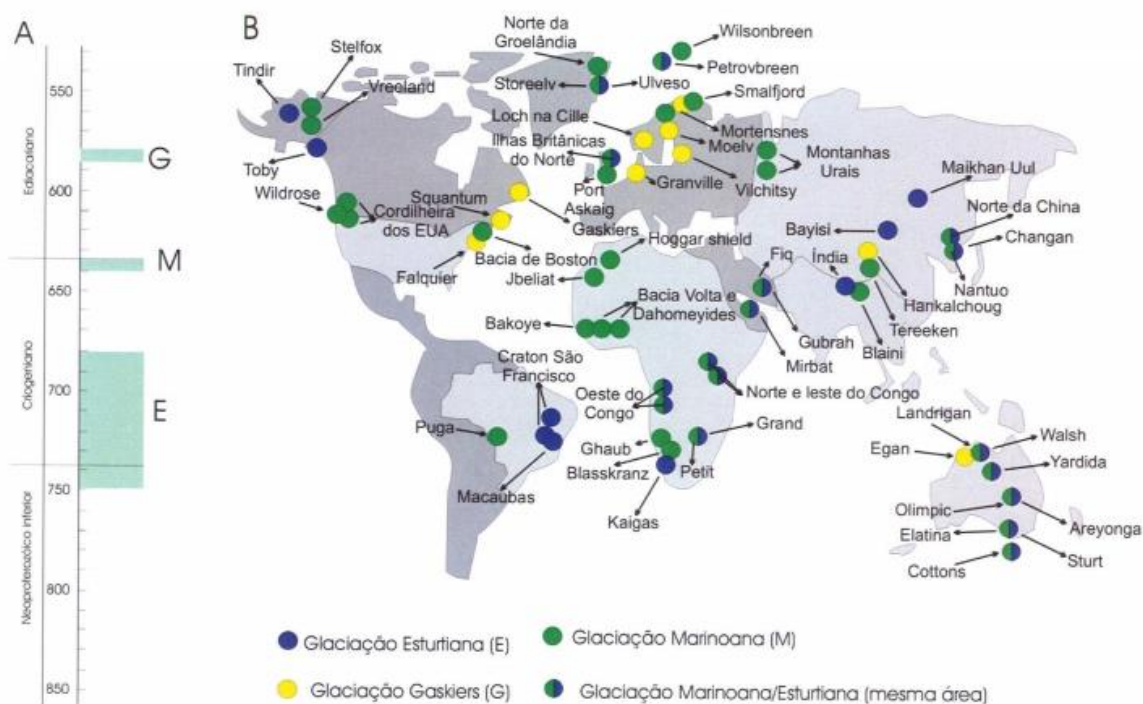 A
B
550
600
650
700
750
800
850
Ediacariano
Criogeniano
Neoproterozóico inferior
G
M
E
Stelfox
Tindir
Vreeland
Toby
Wildrose
Cordilheira
dos EUA
Squantum
Gaskiers
Bacia de Boston
Falquier
Norte da
Groelândia
Storeelv
Ulveso
Wilsonbreen
Petrovbreen
Smalfjord
Loch na Cille
Ilhas Britânicas
do Norte
Mortensnes
Moelv
Port
Askaig
Granville
Vilchitsy
Montanhas
Urais
Maikhan Uul
Norte da China
Bayisi
Changan
Nantuo
Índia
Hankalchoug
Tereeken
Blaini
Hoggar shield
Jbeliat
Fiq
Gubrah
Mirbat
Bacia Volta e
Dahomeyides
Bakoye
Craton São
Francisco
Puga
Macaubas
Oeste do
Congo
Norte e leste do Congo
Ghaub
Grand
Blasskranz
Petit
Kaigas
Landrigan
Walsh
Egan
Yardida
Olimpic
Areyonga
Elatina
Sturt
Cottons
Glaciação Esturtiana (E)
Glaciação Marinoana (M)
Glaciação Gaskiers (G)
Glaciação Marinoana/Esturtiana (mesma área)